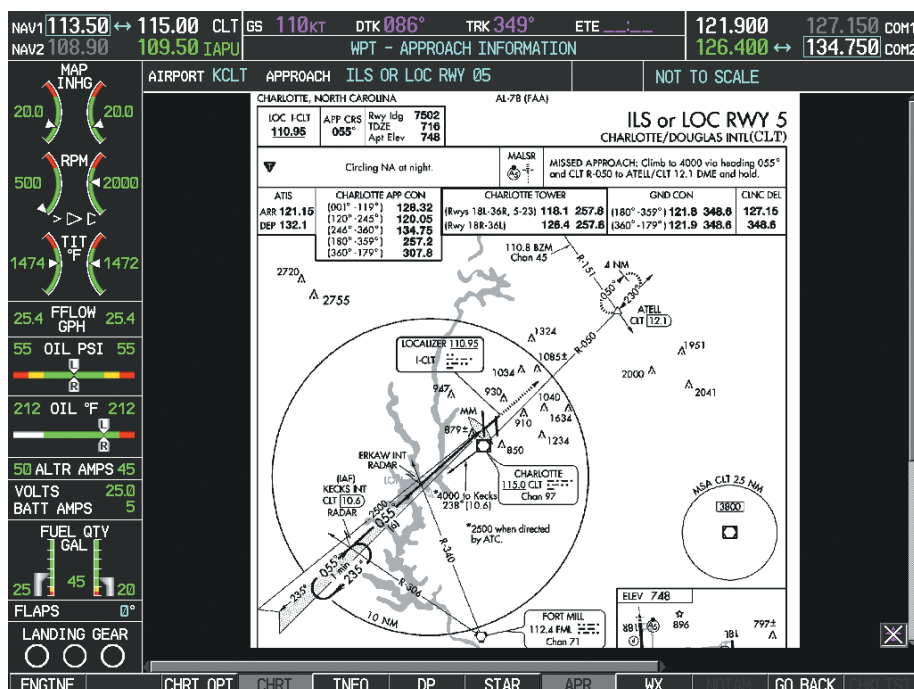 NAV1 113.50 ↔ 115.00 CLT GS 110KT DTK 086° TRK 349° ETE __:__ 121.900 127.150 COM1
NAV2 108.90 109.50 IAPU WPT - APPROACH INFORMATION 126.400 ↔ 134.750 COM2
AIRPORT KCLT APPROACH ILS OR LOC RWY 05 NOT TO SCALE
MAP
INHG
20.0 20.0
RPM
500 2000
TIT
°F
1474 1472
25.4 FFLOW 25.4
GPH
55 OIL PSI 55
L
R
212 OIL °F 212
L
R
50 ALTR AMPS 45
VOLTS 25.0
BATT AMPS 5
FUEL QTY
GAL
25 45 20
FLAPS 0°
LANDING GEAR
CHARLOTTE, NORTH CAROLINA AL-78 (FAA)
LOC I-CLT
110.95
APP CRS
055°
Rwy ldg 7502
TDZE 716
Apt Elev 748
ILS or LOC RWY 5
CHARLOTTE/DOUGLAS INTL (CLT)
T
Circling NA at night.
MALSR
A5
MISSED APPROACH: Climb to 4000 via heading 055°
and CLT R-050 to ATELL/CLT 12.1 DME and hold.
ATIS
ARR 121.15
DEP 132.1
CHARLOTTE APP CON
(001°-119°) 128.32
(120°-245°) 120.05
(246°-360°) 134.75
(180°-359°) 257.2
(360°-179°) 307.8
CHARLOTTE TOWER
(Rwys 18L-36R, 5-23) 118.1 257.8
(Rwy 18R-36L) 126.4 257.8
GND CON
(180°-359°) 121.8 348.6
(360°-179°) 121.9 348.6
CLNC DEL
127.15
348.6
110.8 BZM
Chan 45
R-151
4 NM
050°
230°
ATELL
CLT 12.1
2720
2755
R-050
1324
LOCALIZER 110.95
I-CLT
1085±
1034
1951
2000
2041
947
930
1040
1634
910
MM
879±
850
1234
ERKAW INT
RADAR
LOM
(IAF)
KECKS INT
CLT 10.6
RADAR
CHARLOTTE
115.0 CLT
Chan 97
*4000 to Kecks
238° (10.6)
*2500 when directed
by ATC.
2500
055°
(6)
MSA CLT 25 NM
3800
055°
1 min
235°
235°
R-340
R-306
10 NM
FORT MILL
112.4 FML
Chan 71
ELEV 748
18R
A5
896
18L
797±
ENGINE CHRT OPT CHRT INFO DP STAR APR WX NOTAM GO BACK CHKLIST